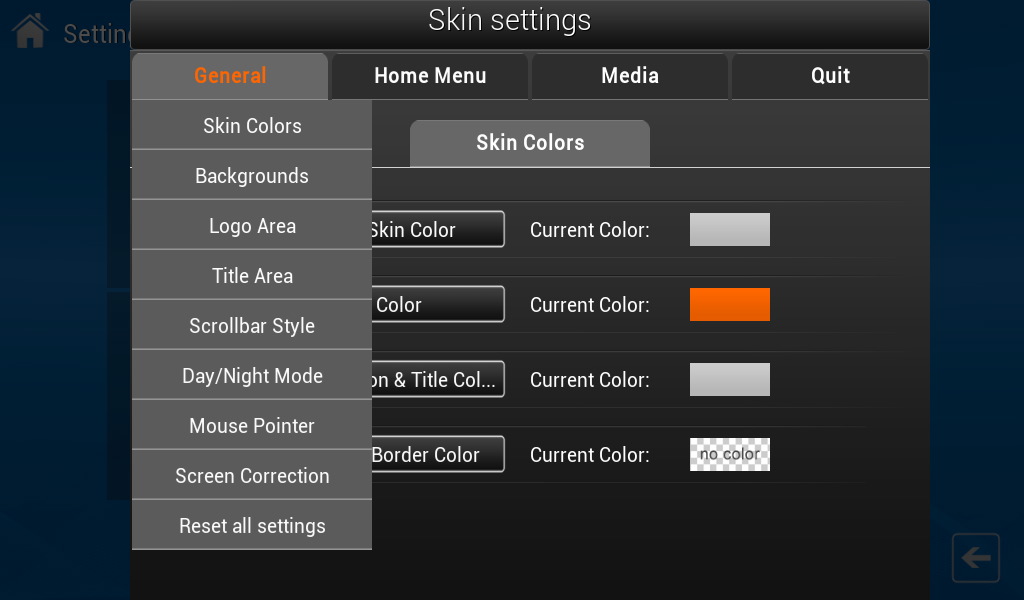 Settin
Skin settings
General
Home Menu
Media
Quit
Skin Colors
Backgrounds
Logo Area
Title Area
Scrollbar Style
Day/Night Mode
Mouse Pointer
Screen Correction
Reset all settings
Skin Colors
Skin Color
Current Color:
Color
Current Color:
on & Title Col...
Current Color:
Border Color
Current Color:
no color